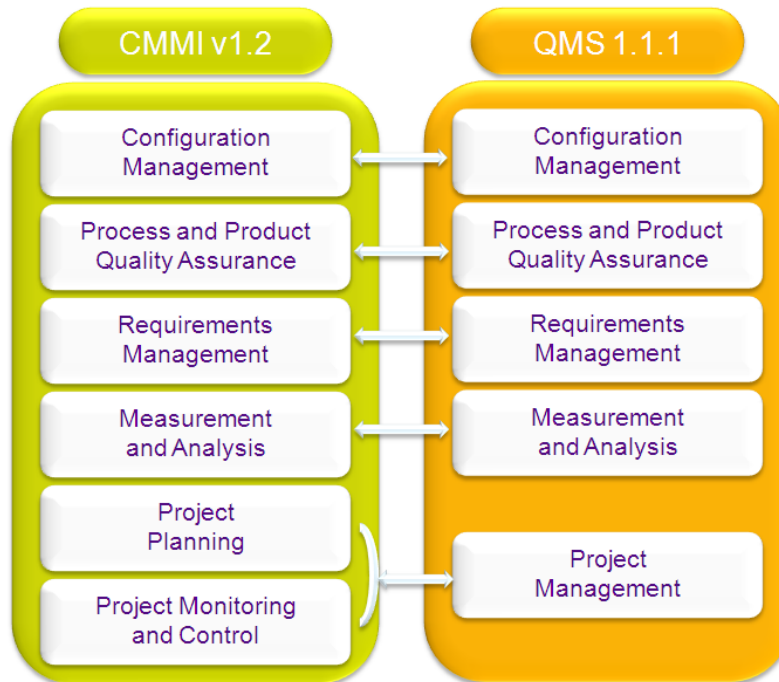 CMMI v1.2
Configuration
Management
Process and Product
Quality Assurance
Requirements
Management
Measurement
and Analysis
Project
Planning
Project Monitoring
and Control
QMS 1.1.1
Configuration
Management
Process and Product
Quality Assurance
Requirements
Management
Measurement
and Analysis
Project
Management